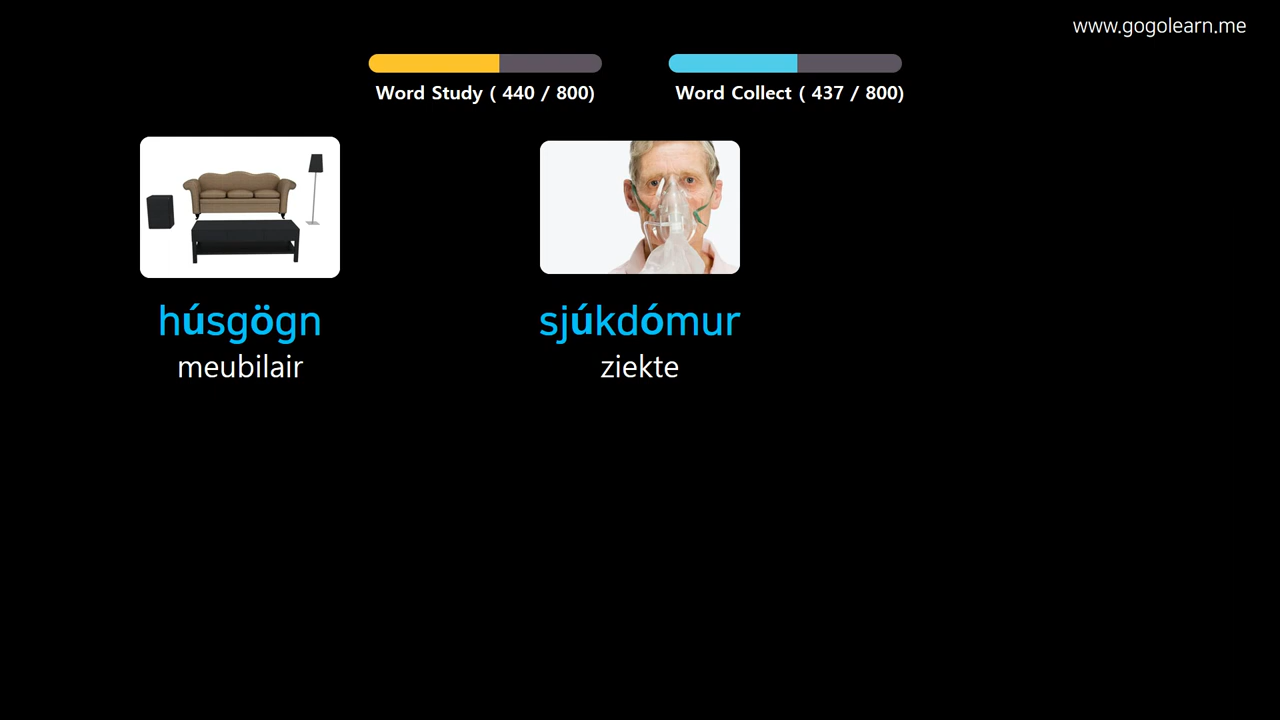 www.gogolearn.me
Word Study ( 440 / 800)
Word Collect ( 437 / 800)
húsgögn
meubilair
sjúkdómur
ziekte